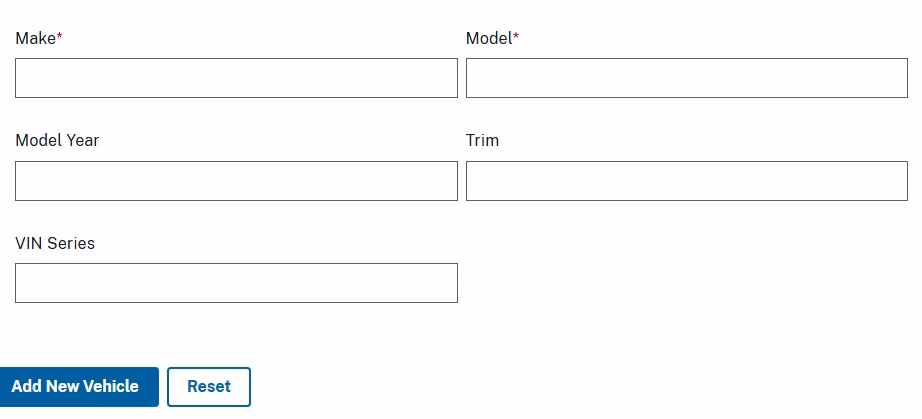 Make*
Model*
Model Year
Trim
VIN Series
Add New Vehicle
Reset